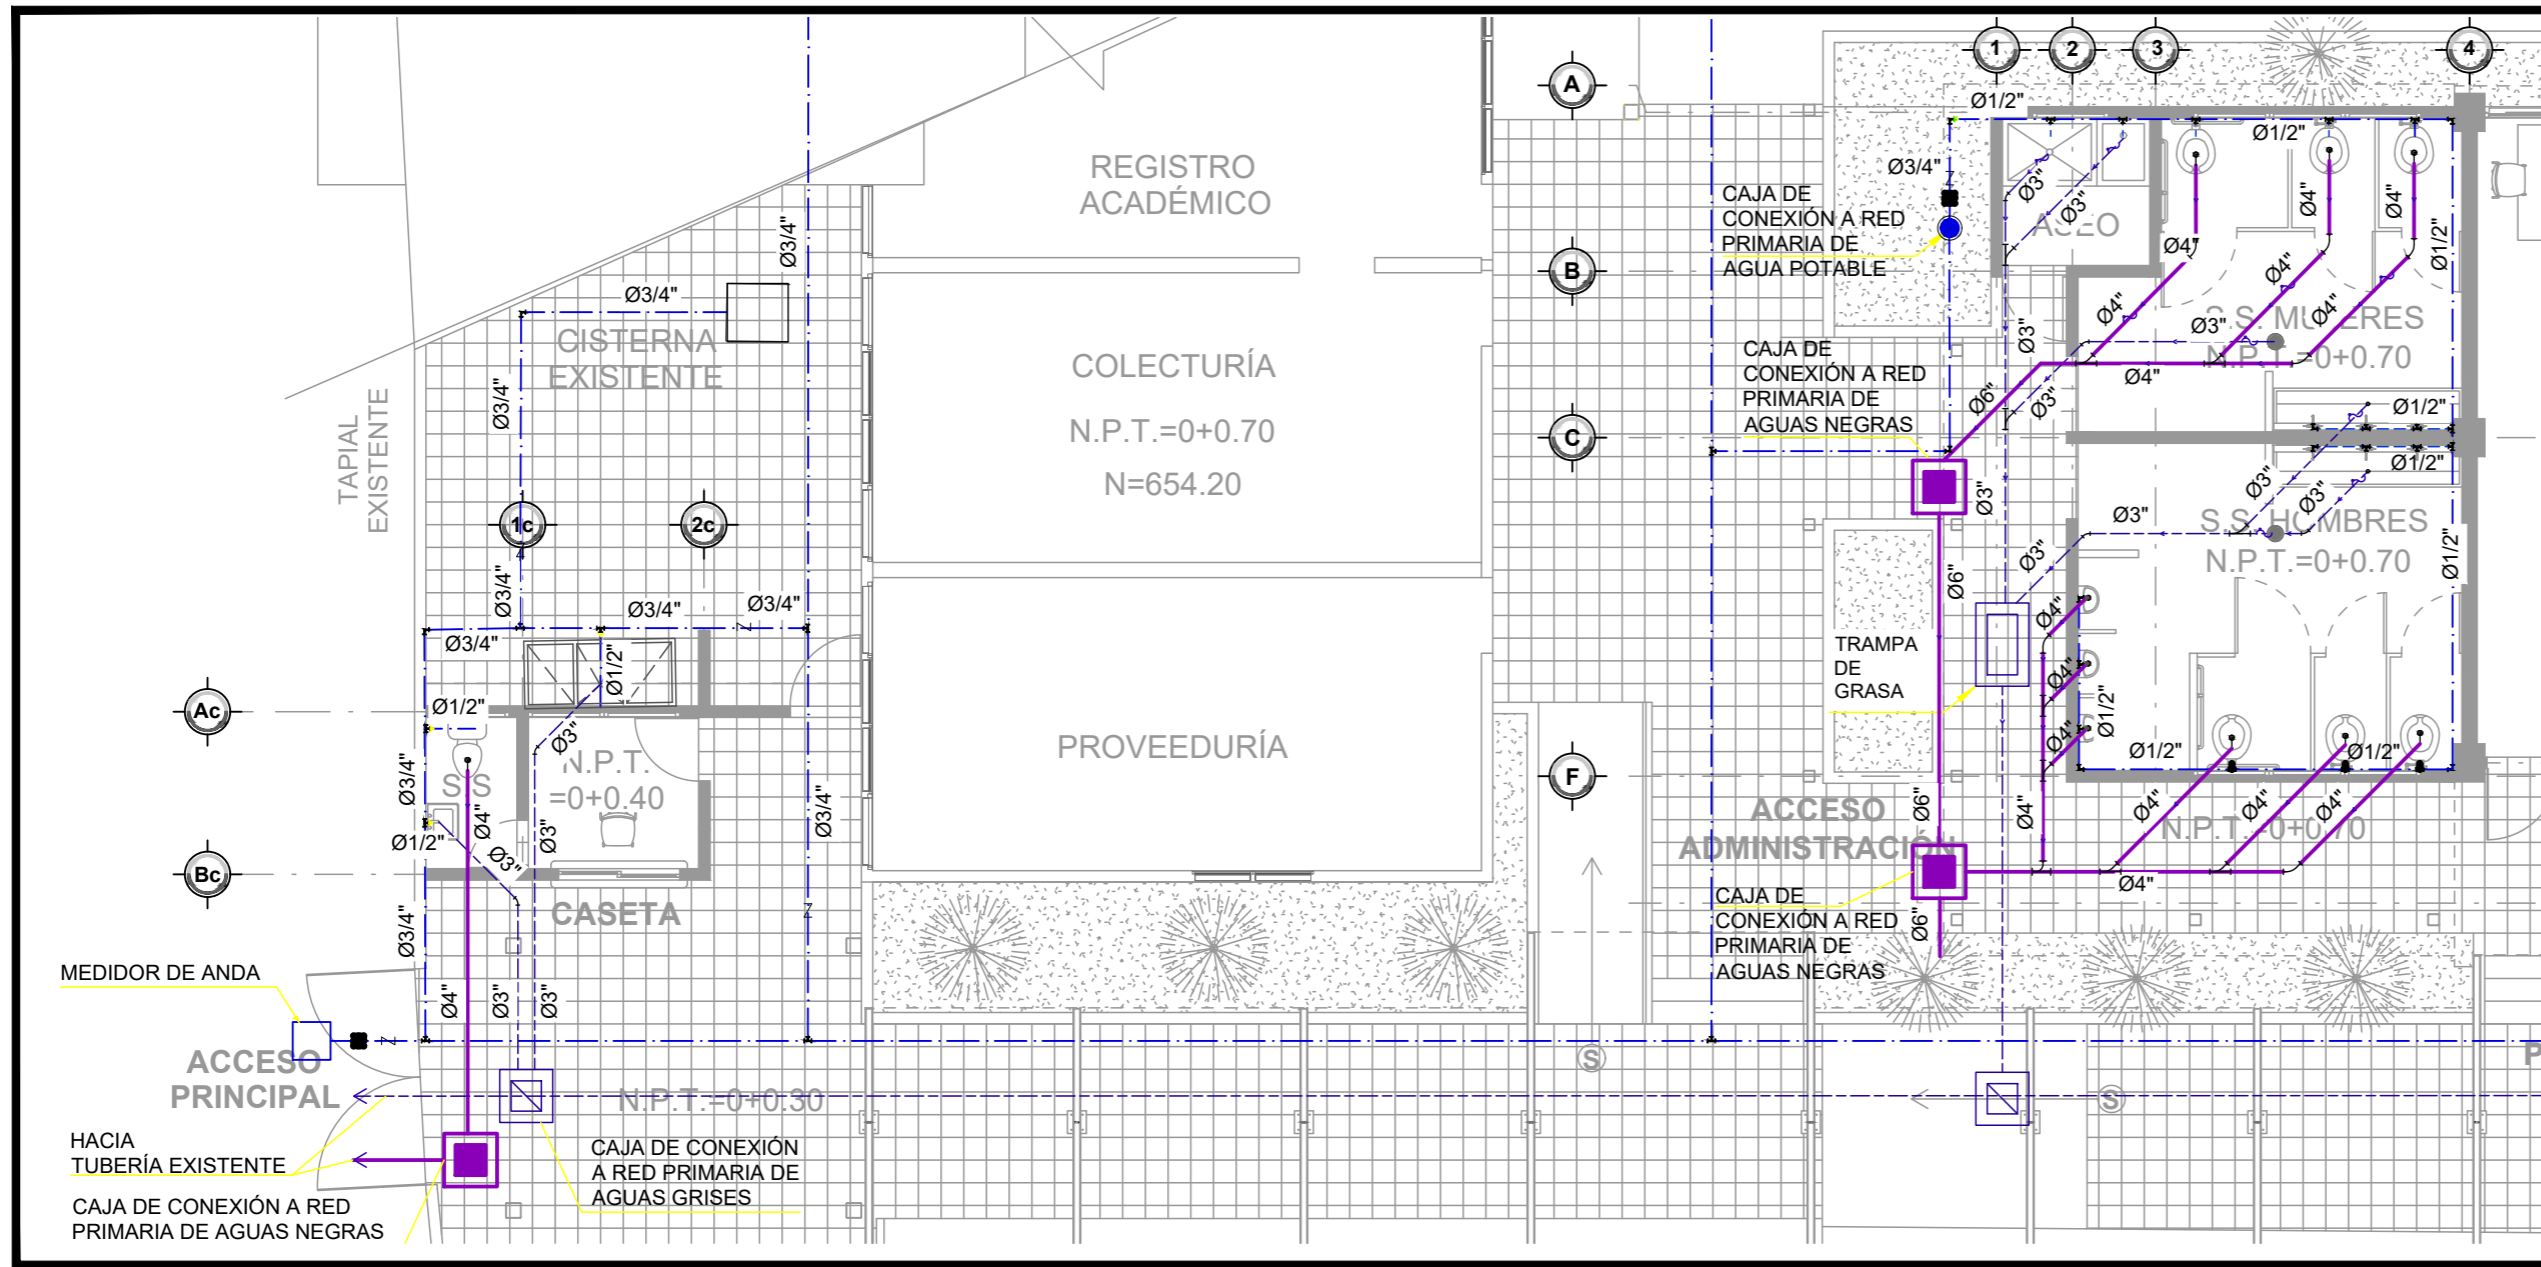 1
2
3
4
A
B
C
F
Ac
Bc
1c
2c
REGISTRO
ACADÉMICO
COLECTURÍA
N.P.T.=0+0.70
N=654.20
PROVEEDURÍA
CISTERNA
EXISTENTE
TAPIAL
EXISTENTE
Ø3/4"
Ø3/4"
Ø3/4"
Ø3/4"
Ø3/4"
Ø3/4"
Ø3/4"
Ø1/2"
Ø1/2"
Ø3"
Ø3/4"
S.S
N.P.T.
=0+0.40
Ø4"
Ø3"
Ø3/4"
Ø1/2"
Ø3"
CASETA
Ø3/4"
Ø4"
Ø3"
Ø3"
MEDIDOR DE ANDA
ACCESO
PRINCIPAL
HACIA
TUBERÍA EXISTENTE
CAJA DE CONEXIÓN A RED
PRIMARIA DE AGUAS NEGRAS
N.P.T.=0+0.30
CAJA DE CONEXIÓN
A RED PRIMARIA DE
AGUAS GRISES
S
S
CAJA DE
CONEXIÓN A RED
PRIMARIA DE
AGUA POTABLE
CAJA DE
CONEXIÓN A RED
PRIMARIA DE
AGUAS NEGRAS
TRAMPA
DE
GRASA
ACCESO
ADMINISTRACIÓN
CAJA DE
CONEXIÓN A RED
PRIMARIA DE
AGUAS NEGRAS
Ø1/2"
Ø1/2"
Ø3/4"
Ø3"
Ø3"
ASEO
Ø4"
Ø4"
Ø4"
Ø1/2"
Ø4"
Ø4"
Ø4"
Ø3"
S.S. MUJERES
N.P.T.=0+0.70
Ø3"
Ø4"
Ø6"
Ø3"
Ø1/2"
Ø1/2"
Ø3"
Ø3"
Ø3"
Ø3"
S.S. HOMBRES
N.P.T.=0+0.70
Ø1/2"
Ø3"
Ø6"
Ø4"
Ø4"
Ø4"
Ø1/2"
Ø1/2"
Ø1/2"
Ø6"
Ø4"
Ø4"
Ø4"
Ø4"
N.P.T.=0+0.70
Ø4"
Ø6"
P